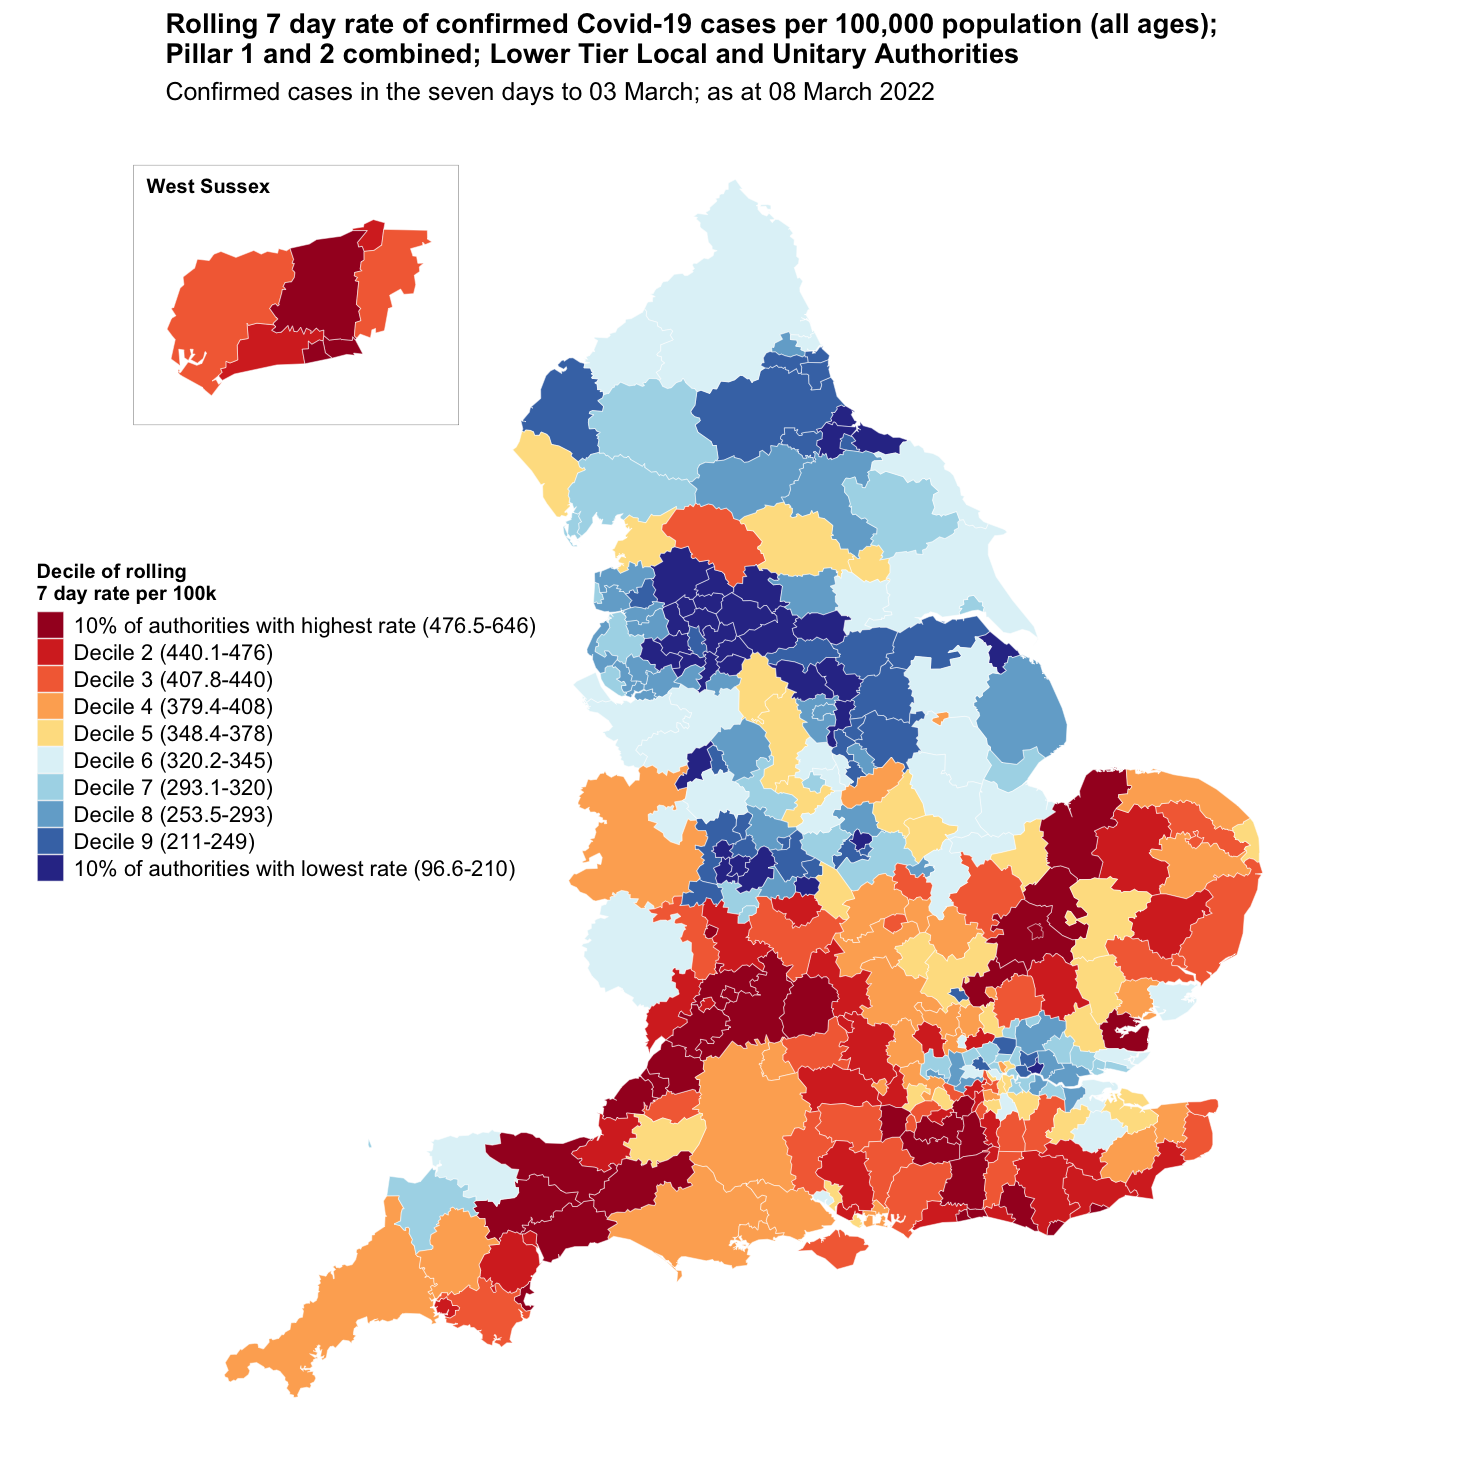 Rolling 7 day rate of confirmed Covid-19 cases per 100,000 population (all ages);
Pillar 1 and 2 combined; Lower Tier Local and Unitary Authorities
Confirmed cases in the seven days to 03 March; as at 08 March 2022
West Sussex
Decile of rolling
7 day rate per 100k
10% of authorities with highest rate (476.5-646)
Decile 2 (440.1-476)
Decile 3 (407.8-440)
Decile 4 (379.4-408)
Decile 5 (348.4-378)
Decile 6 (320.2-345)
Decile 7 (293.1-320)
Decile 8 (253.5-293)
Decile 9 (211-249)
10% of authorities with lowest rate (96.6-210)